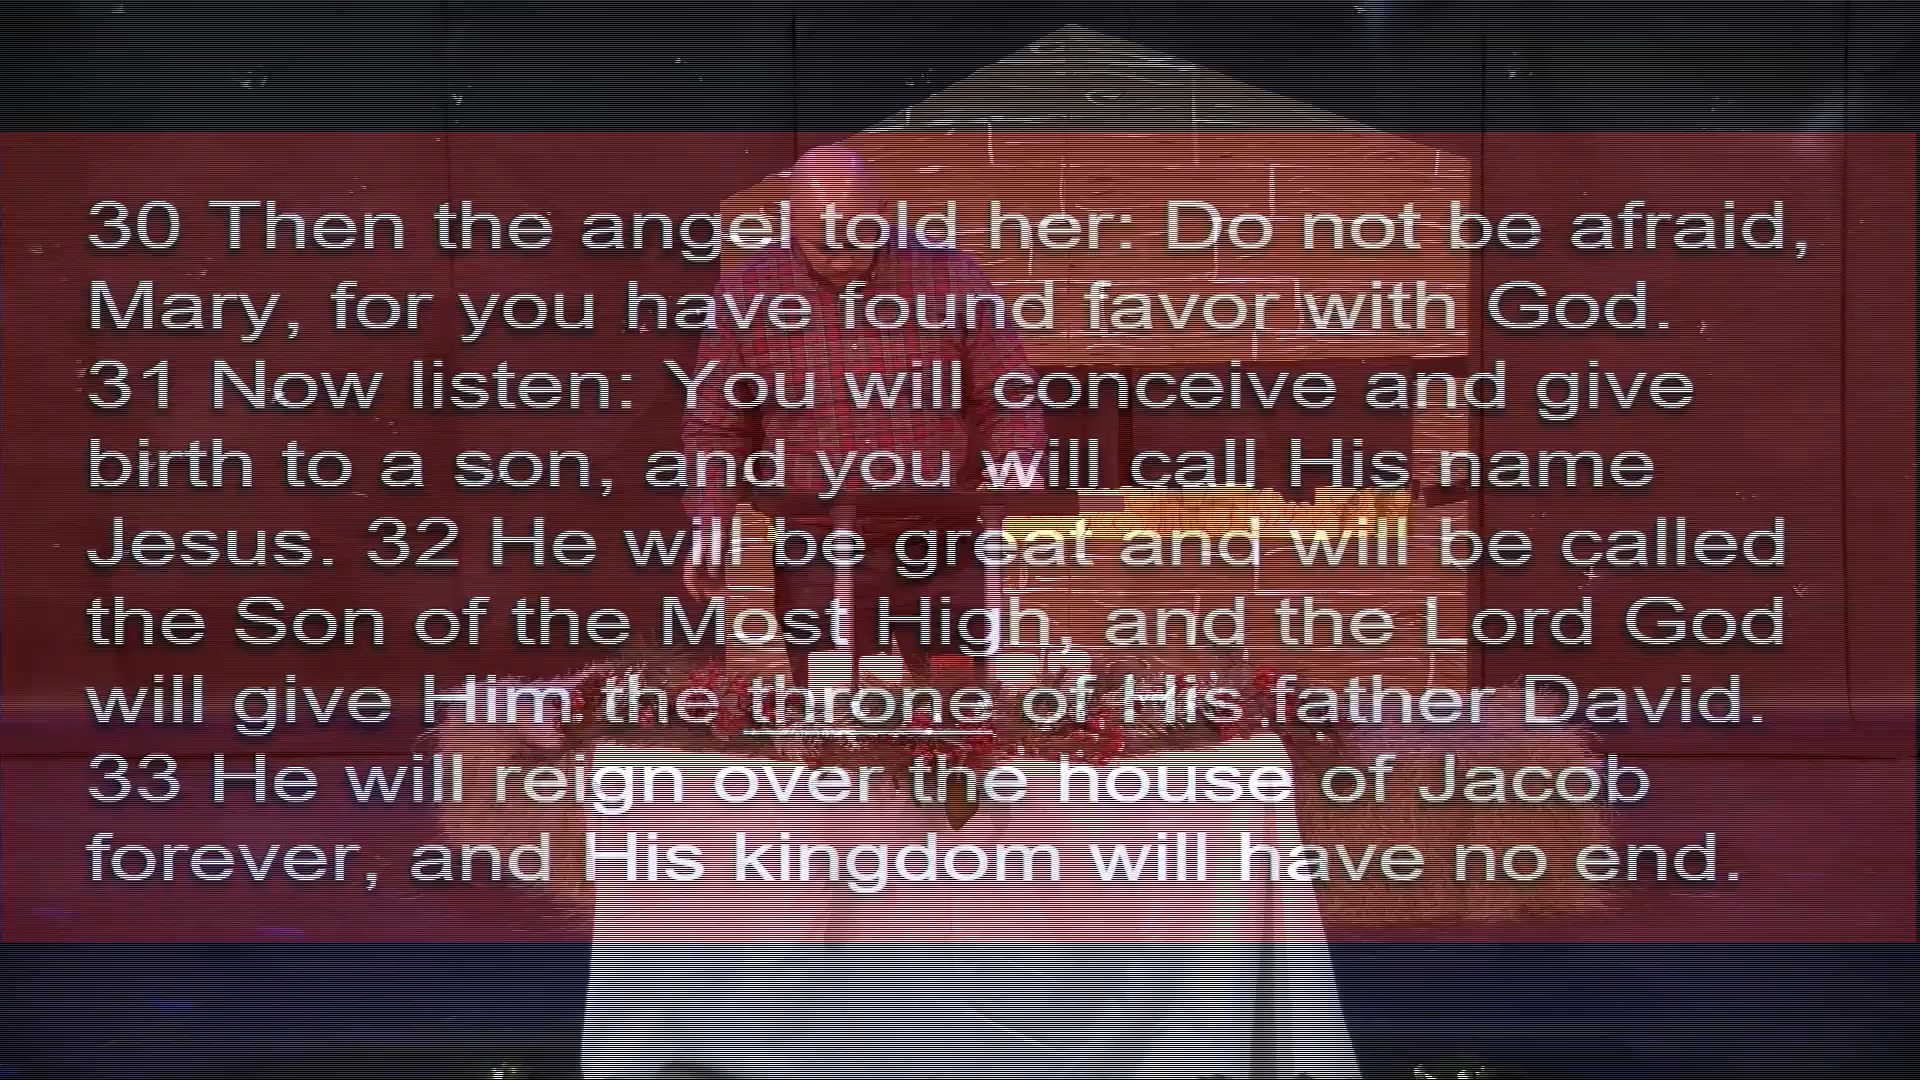 30 Then the angel told her: Do not be afraid,
Mary, for you have found favor with God.
31 Now listen: You will conceive and give
birth to a son, and you will call His name
Jesus. 32 He will be great and will be called
the Son of the Most High, and the Lord God
will give Him the throne of His father David.
33 He will reign over the house of Jacob
forever, and His kingdom will have no end.